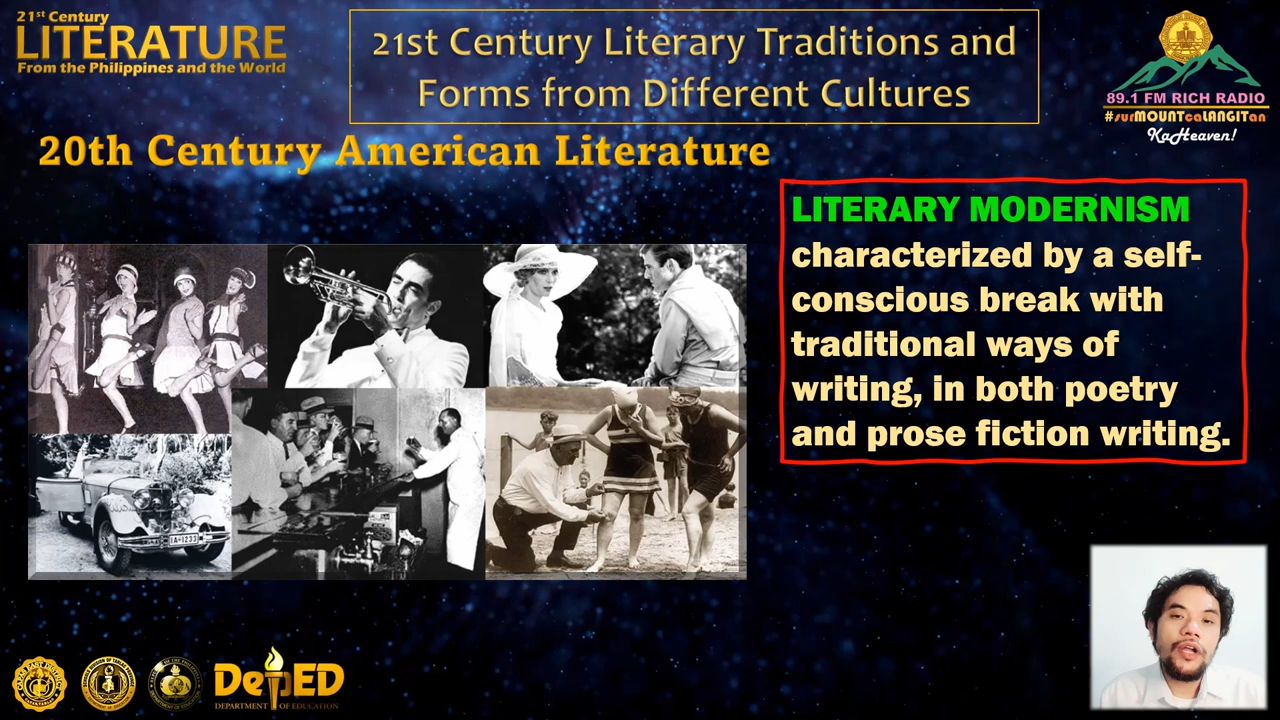 21st Century
LITERATURE
From the Philippines and the World
21st Century Literary Traditions and
Forms from Different Cultures
89.1 FM RICH RADIO
#surMOUNTcaLANGITan
KaHeaven!
20th Century American Literature
LITERARY MODERNISM
characterized by a self-
conscious break with
traditional ways of
writing, in both poetry
and prose fiction writing.
IA-1233
DepED
DEPARTMENT OF EDUCATION